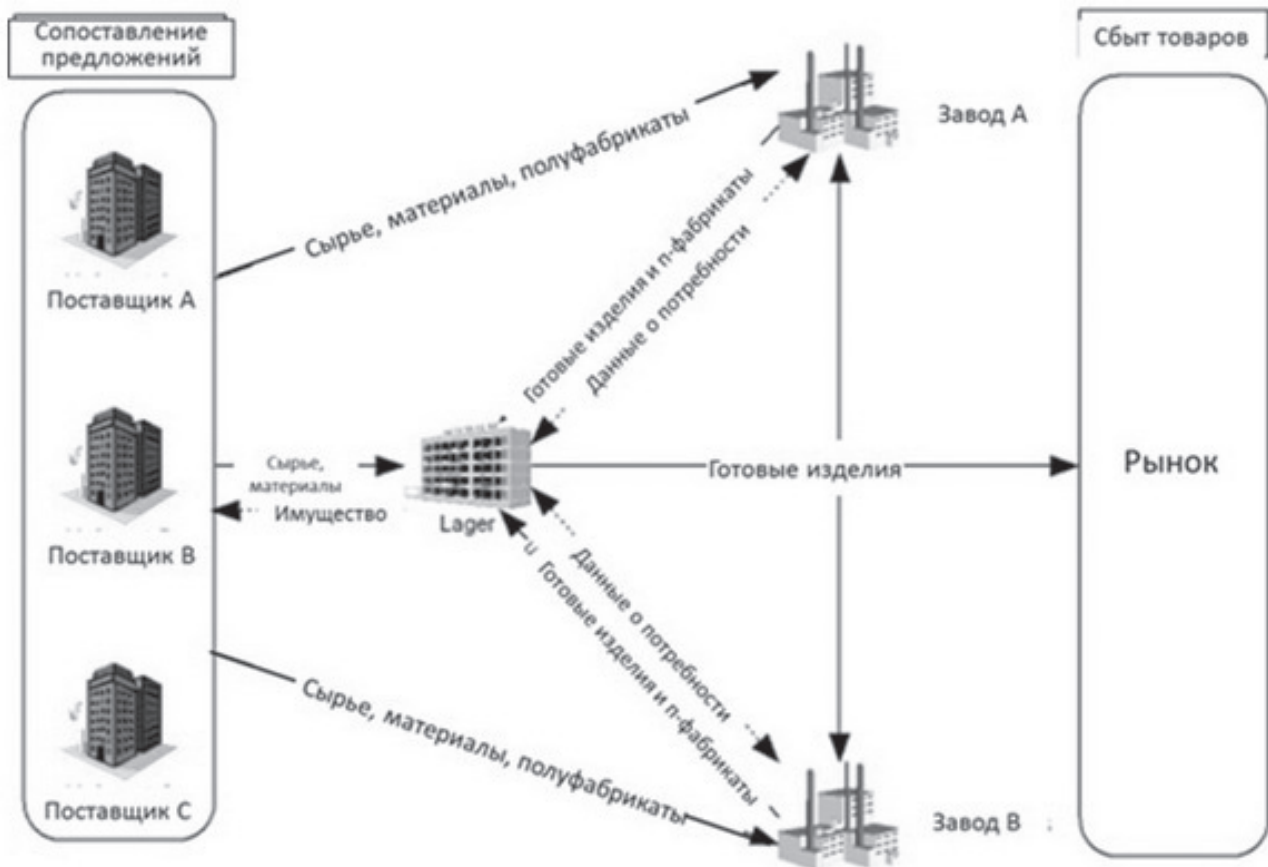 Сопоставление
предложений
Сбыт товаров
Завод А
Сырье, материалы, полуфабрикаты
Поставщик А
Готовые изделия и п-фабрикаты
Данные о потребности
Сырье,
материалы
Имущество
Lager
Готовые изделия
Рынок
Поставщик В
Данные о потребности
Готовые изделия и п-фабрикаты
Сырье, материалы, полуфабрикаты
Поставщик С
Завод В